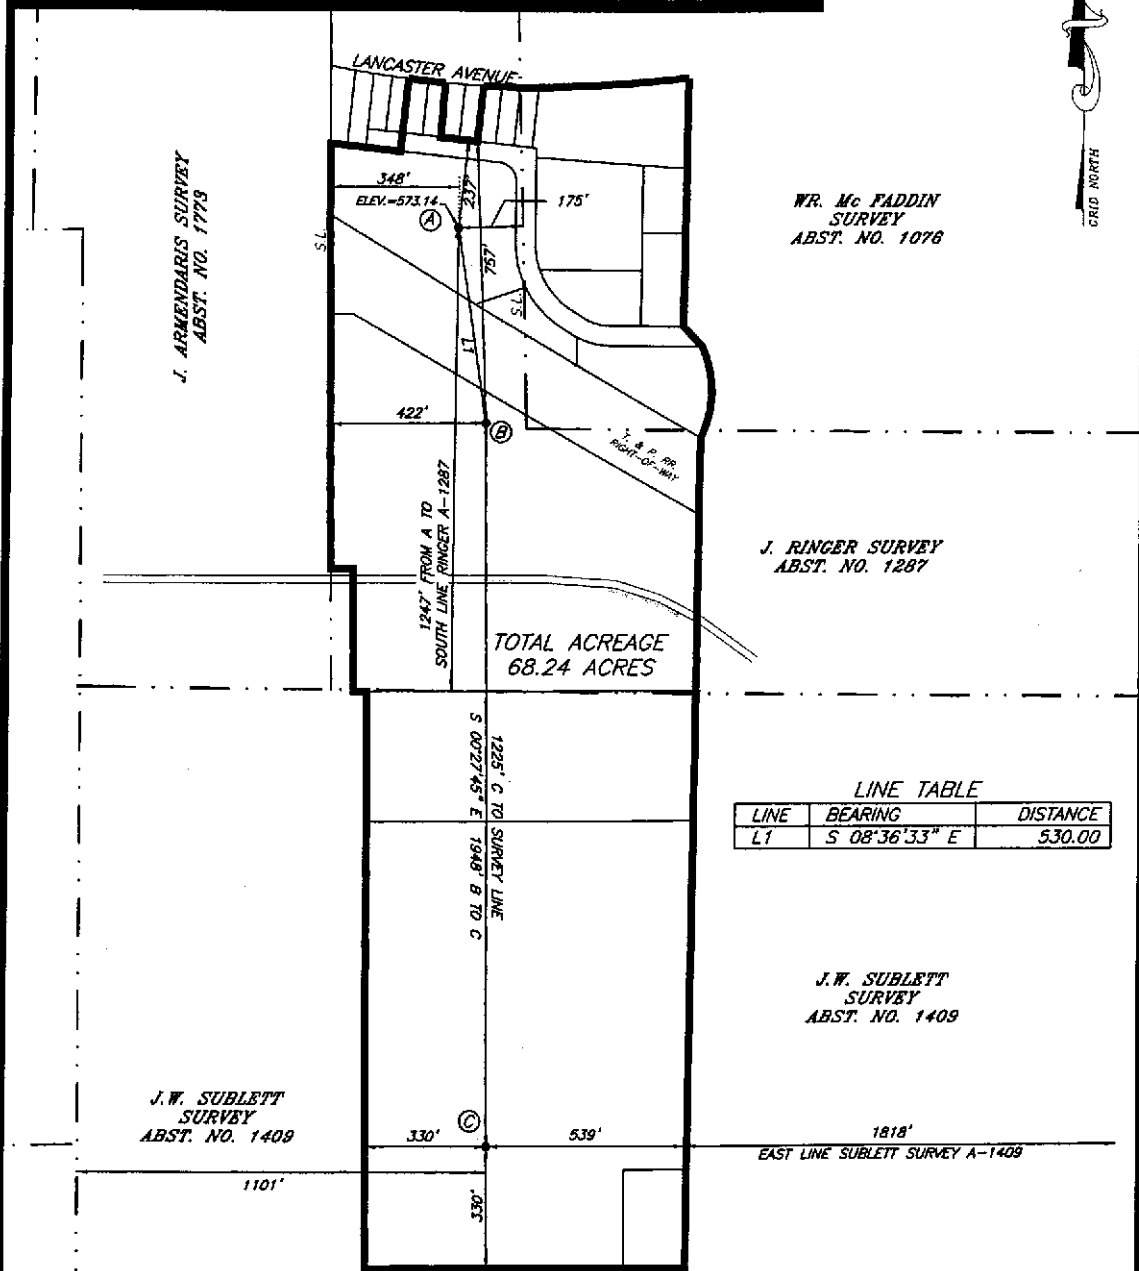 LANCASTER AVENUE
GRID NORTH
J. ARMENDARIS SURVEY
ABST. NO. 1779
348'
ELEV.=573.14
A
237'
175'
757'
S.L.
S.L.
WR. Mc FADDIN
SURVEY
ABST. NO. 1076
L1
422'
B
T. & P. RR.
RIGHT-OF-WAY
1247' FROM A TO
SOUTH LINE RINGER A-1287
J. RINGER SURVEY
ABST. NO. 1287
TOTAL ACREAGE
68.24 ACRES
1225' C TO SURVEY LINE
S 00°27'45" E 1948' B TO C
LINE TABLE
LINE BEARING DISTANCE
L1 S 08°36'33" E 530.00
J.W. SUBLETT
SURVEY
ABST. NO. 1409
J.W. SUBLETT
SURVEY
ABST. NO. 1409
C
330'
539'
1818'
EAST LINE SUBLETT SURVEY A-1409
1101'
330'